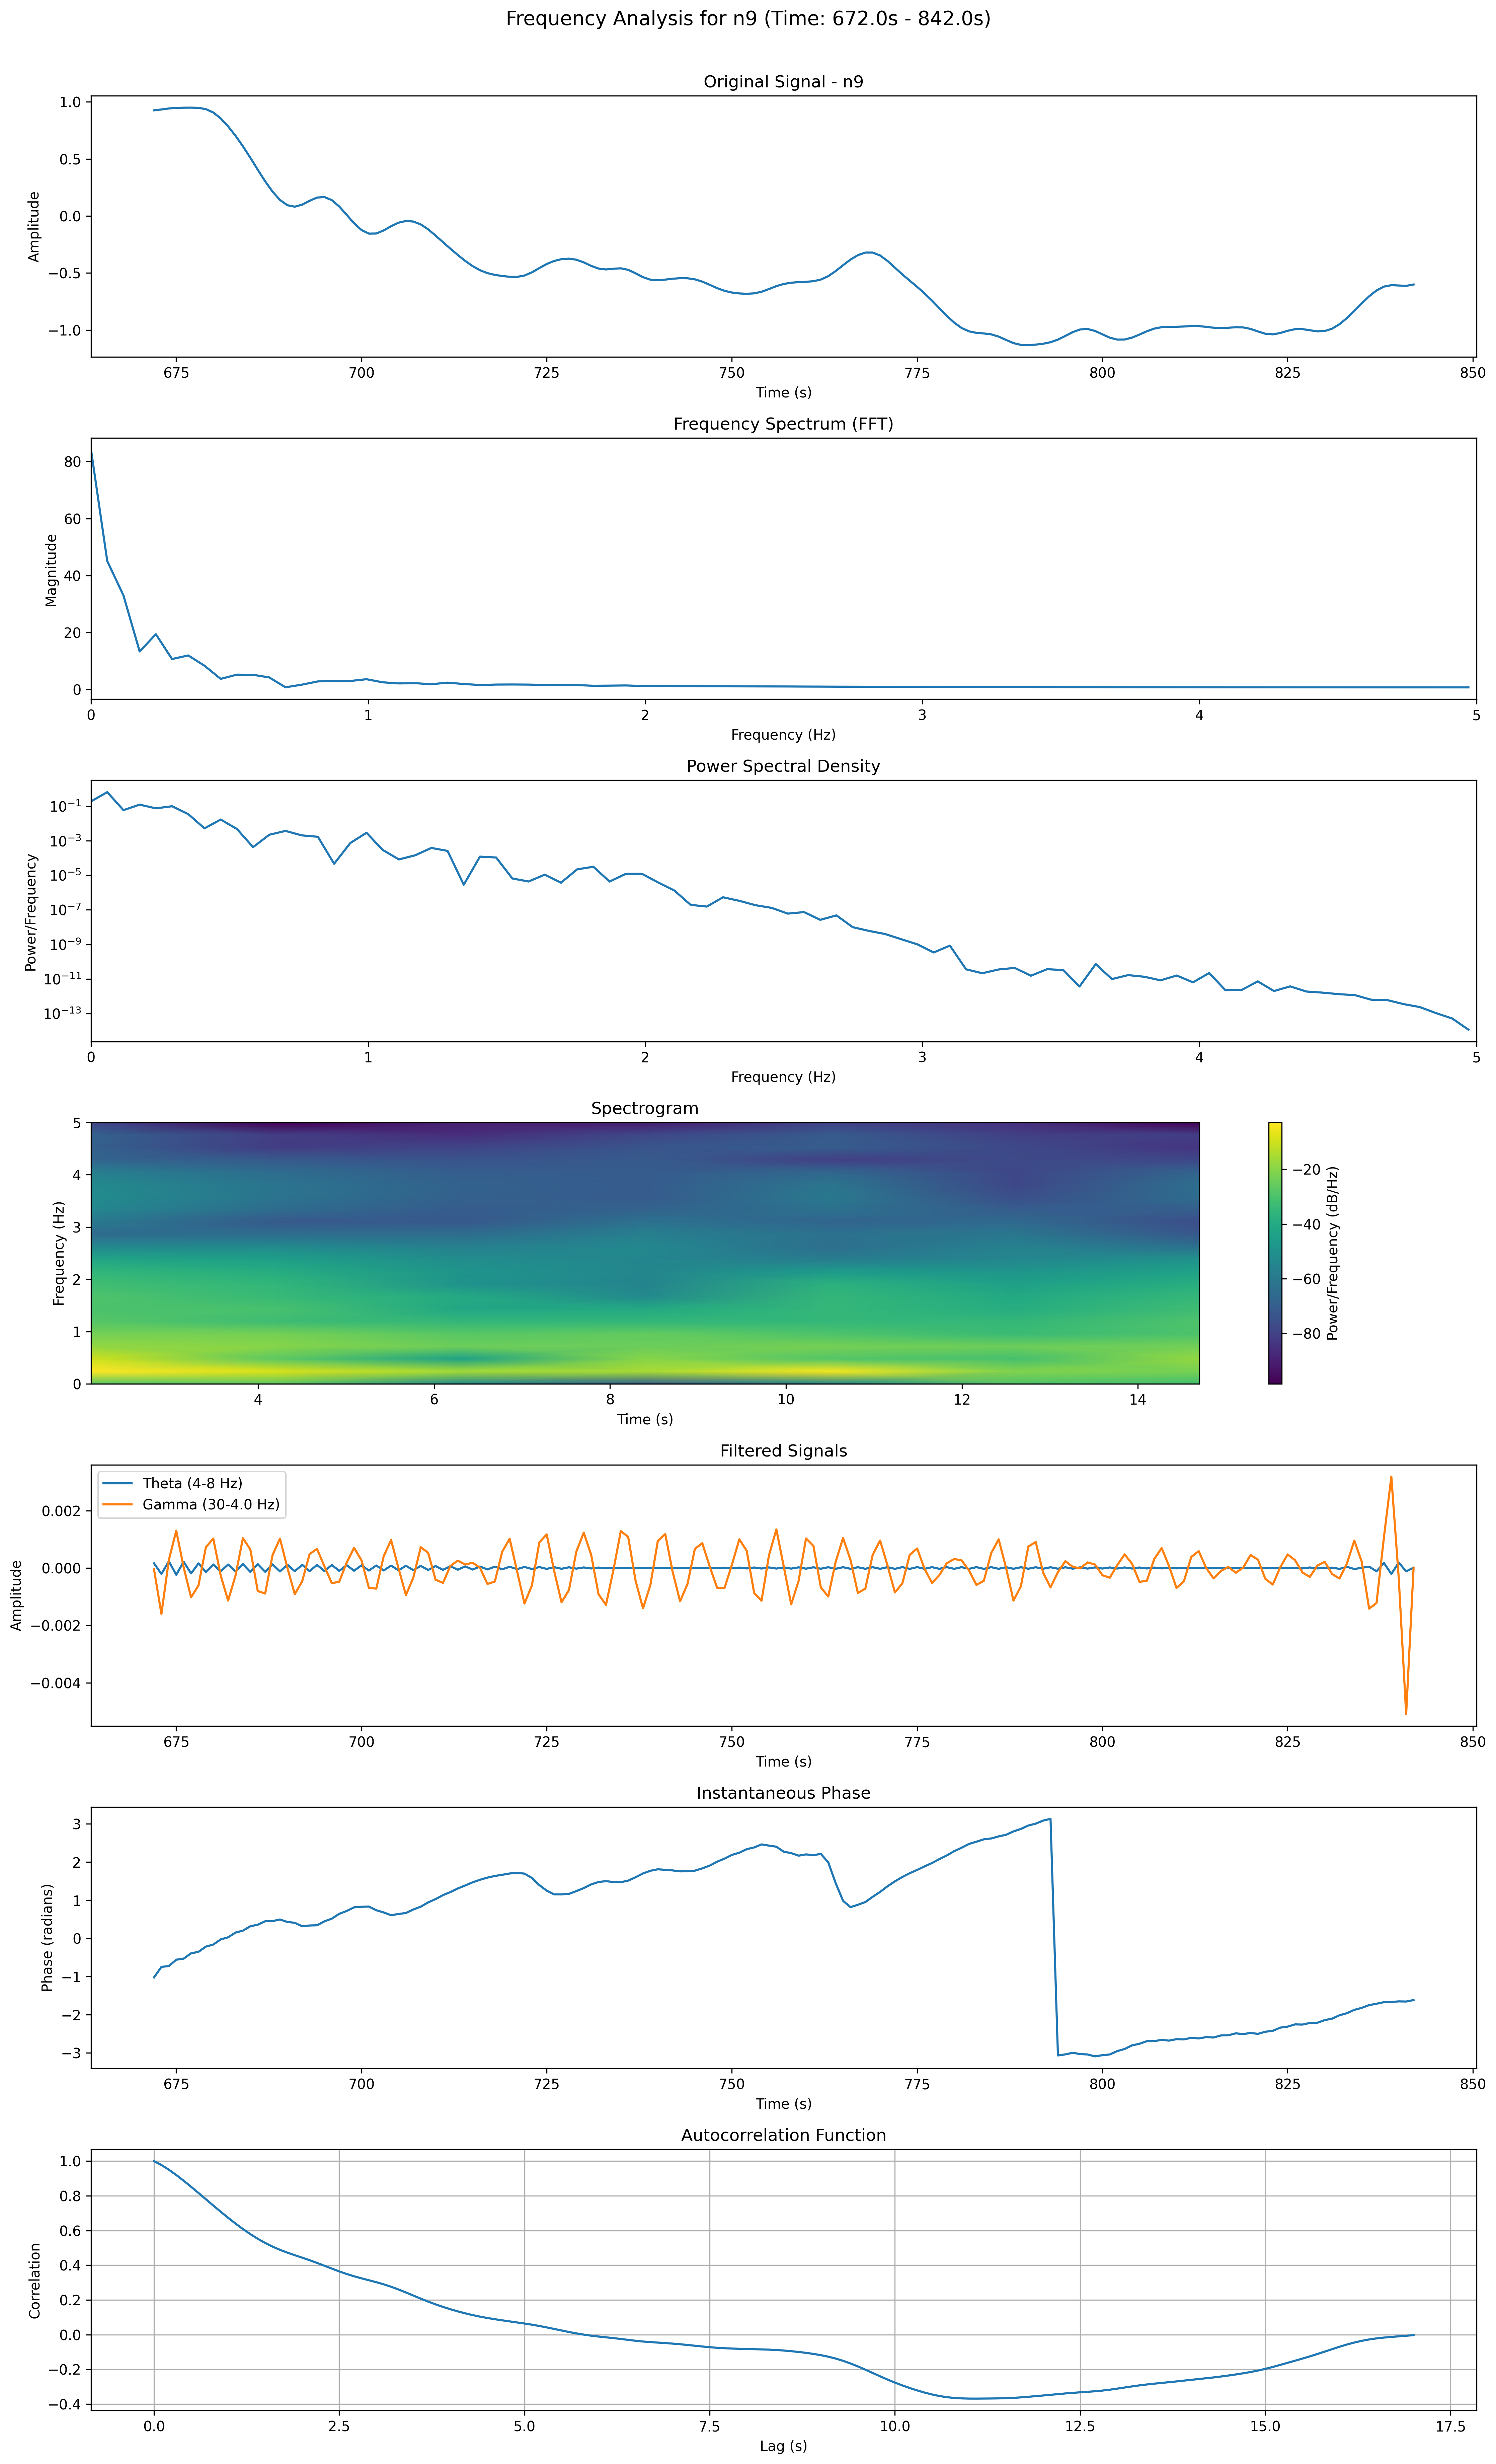 Frequency Analysis for n9 (Time: 672.0s - 842.0s)
Original Signal - n9
1.0
0.5
0.0
−0.5
−1.0
Amplitude
675 700 725 750 775 800 825 850
Time (s)
Frequency Spectrum (FFT)
80
60
40
20
0
Magnitude
0 1 2 3 4 5
Frequency (Hz)
Power Spectral Density
10⁻¹
10⁻³
10⁻⁵
10⁻⁷
10⁻⁹
10⁻¹¹
10⁻¹³
Power/Frequency
0 1 2 3 4 5
Frequency (Hz)
Spectrogram
5
4
3
2
1
0
Frequency (Hz)
4 6 8 10 12 14
Time (s)
−20
−40
−60
−80
Power/Frequency (dB/Hz)
Filtered Signals
Theta (4-8 Hz)
Gamma (30-4.0 Hz)
0.002
0.000
−0.002
−0.004
Amplitude
675 700 725 750 775 800 825 850
Time (s)
Instantaneous Phase
3
2
1
0
−1
−2
−3
Phase (radians)
675 700 725 750 775 800 825 850
Time (s)
Autocorrelation Function
1.0
0.8
0.6
0.4
0.2
0.0
−0.2
−0.4
Correlation
0.0 2.5 5.0 7.5 10.0 12.5 15.0 17.5
Lag (s)